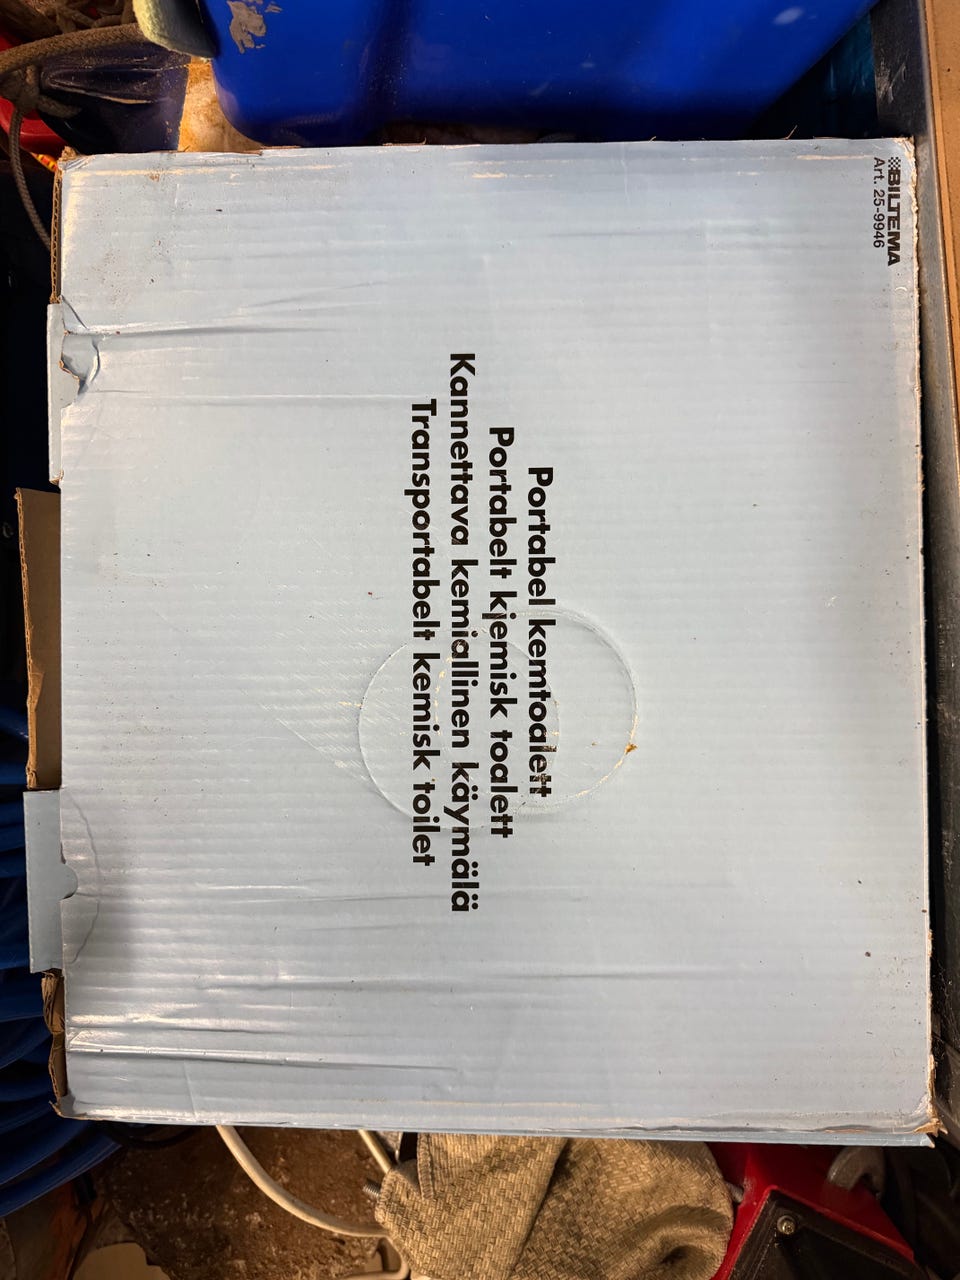 BILTEMA
Art. 25-9946
Portabel kemtoalett
Portabelt kjemisk toalett
Kannettava kemiallinen käymälä
Transportabelt kemisk toilet